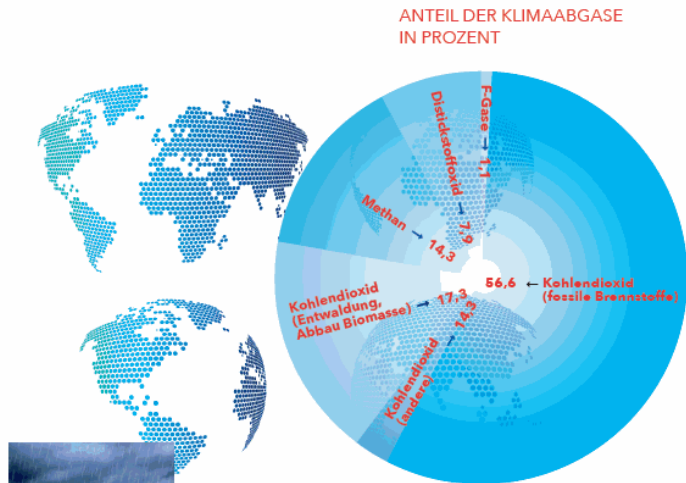 ANTEIL DER KLIMAABGASE
IN PROZENT
F-Gase → 1,1
Distickstoffoxid → 7,9
Methan → 14,3
56,6 ← Kohlendioxid
(fossile Brennstoffe)
Kohlendioxid
(Entwaldung,
Abbau Biomasse) → 17,3
Kohlendioxid
(andere) → 14,3